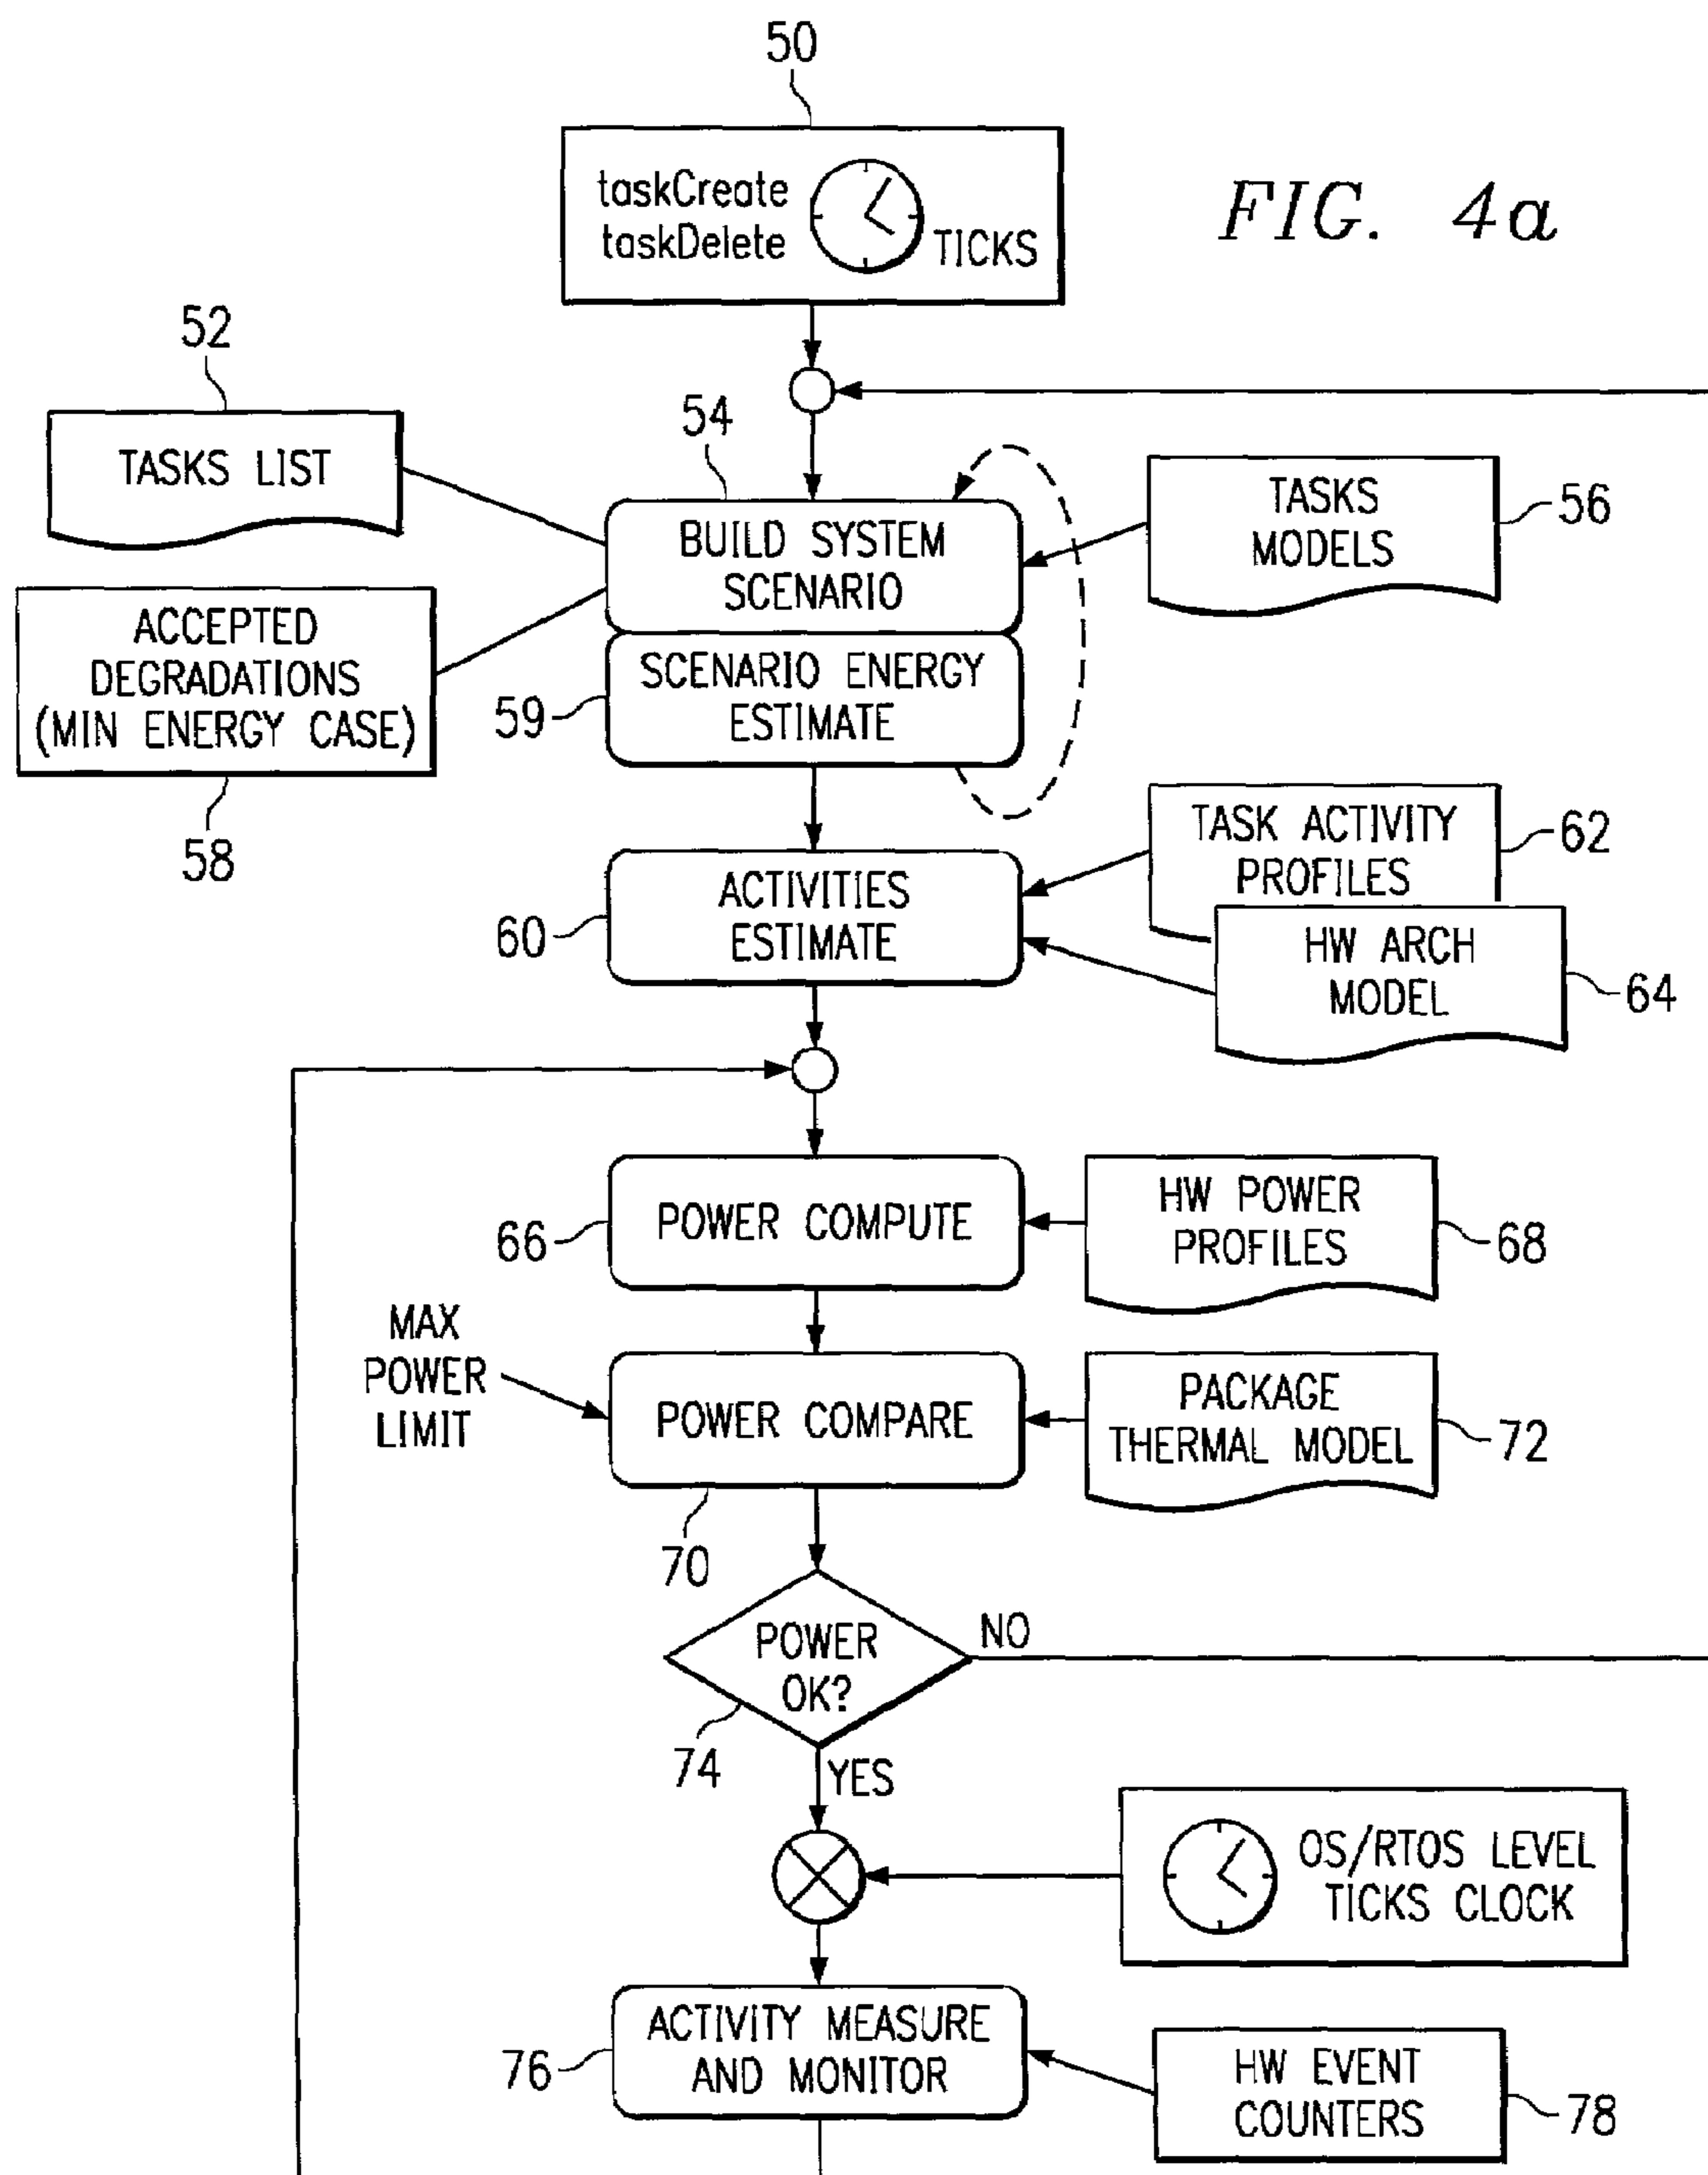 50
taskCreate
taskDelete
TICKS
FIG. 4a
52
TASKS LIST
54
BUILD SYSTEM
SCENARIO
TASKS
MODELS
56
ACCEPTED
DEGRADATIONS
(MIN ENERGY CASE)
58
SCENARIO ENERGY
ESTIMATE
59
TASK ACTIVITY
PROFILES
62
ACTIVITIES
ESTIMATE
60
HW ARCH
MODEL
64
POWER COMPUTE
66
HW POWER
PROFILES
68
MAX
POWER
LIMIT
POWER COMPARE
70
PACKAGE
THERMAL MODEL
72
POWER
OK?
NO
74
YES
OS/RTOS LEVEL
TICKS CLOCK
ACTIVITY MEASURE
AND MONITOR
76
HW EVENT
COUNTERS
78